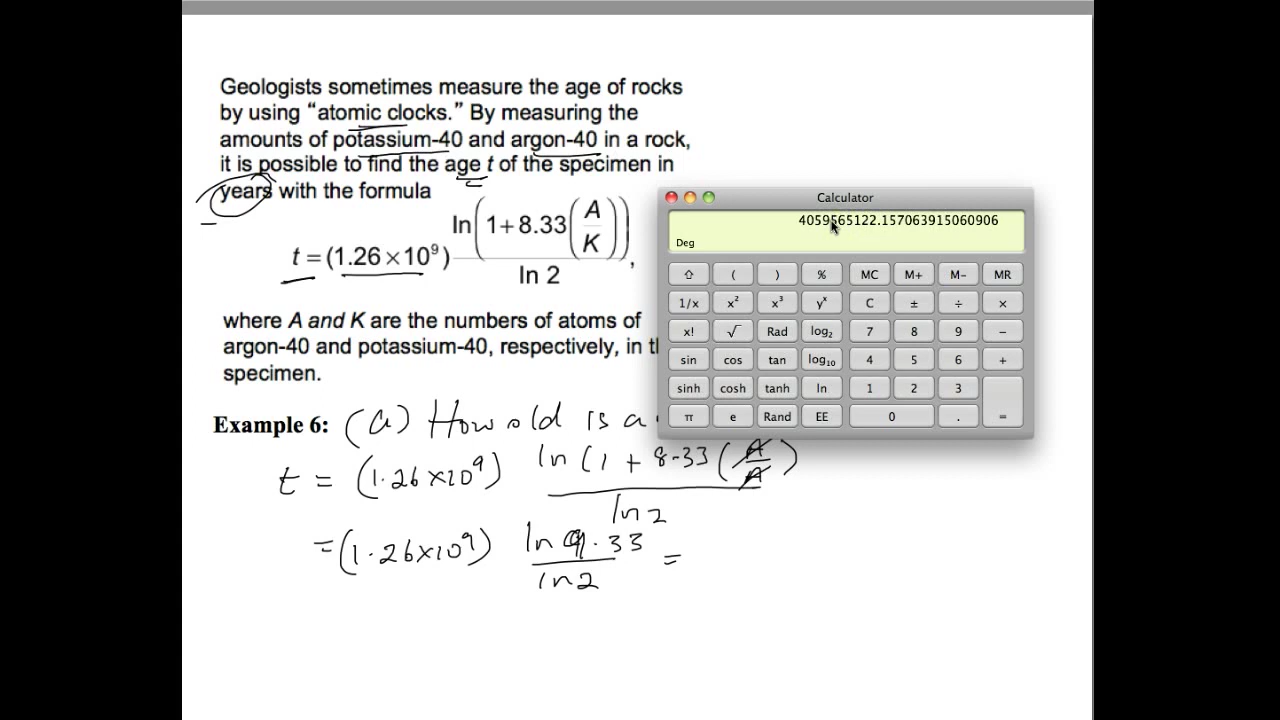 Geologists sometimes measure the age of rocks
by using “atomic clocks.” By measuring the
amounts of potassium-40 and argon-40 in a rock,
it is possible to find the age t of the specimen in
years with the formula
t = (1.26 × 10⁹) ln(1+8.33(A/K)) / ln 2,
where A and K are the numbers of atoms of
argon-40 and potassium-40, respectively, in t
specimen.
Example 6: (a) How old is a
t = (1.26×10⁹) ln (1 + 8.33 (A/A)) / ln 2
= (1.26×10⁹) ln 9.33 / ln 2 =
Calculator
4059565122.157063915060906
Deg
⇧ ( ) % MC M+ M− MR
1/x x² x³ yˣ C ± ÷ ×
x! √ Rad log₂ 7 8 9 −
sin cos tan log₁₀ 4 5 6 +
sinh cosh tanh ln 1 2 3
π e Rand EE 0 . =